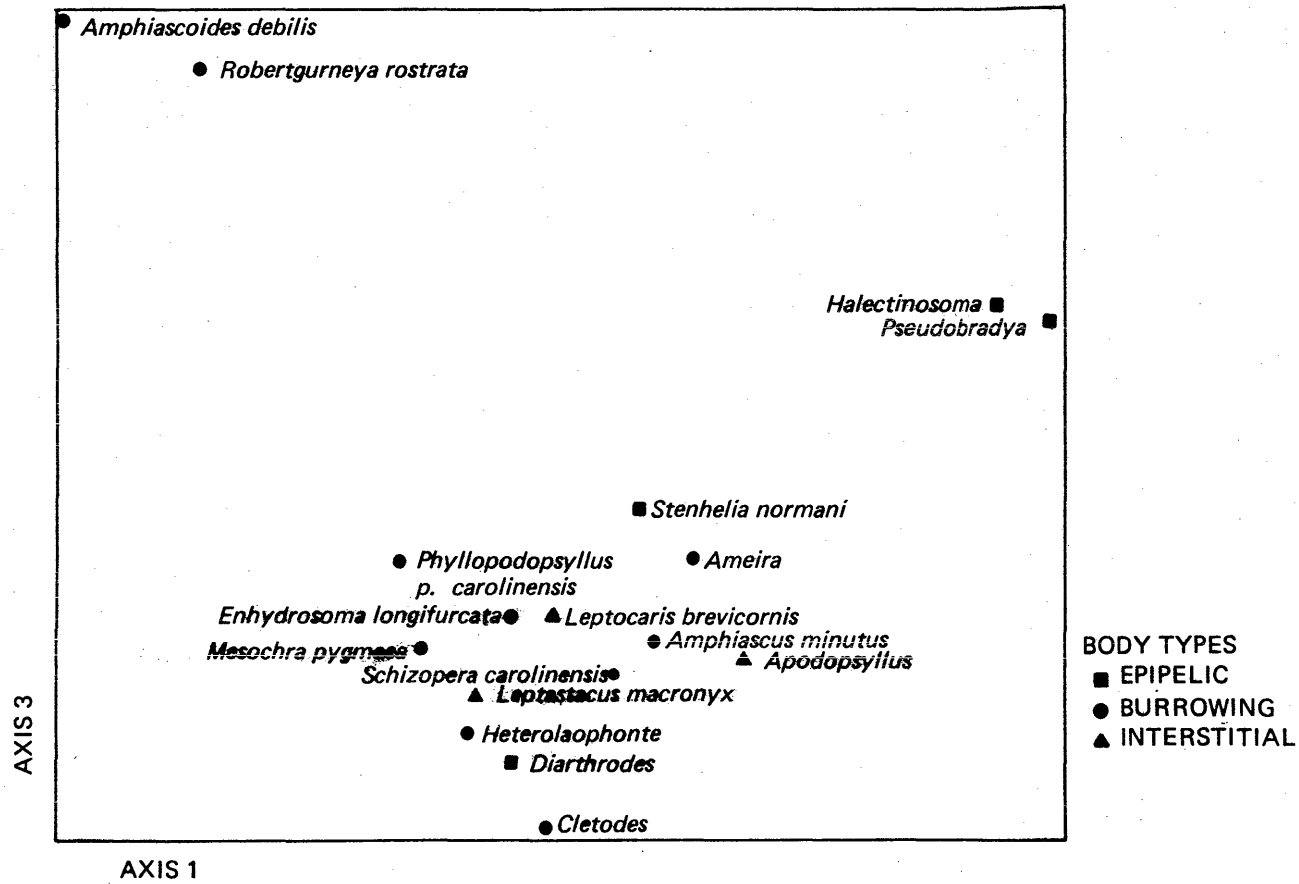 Amphiascoides debilis
Robertgurneya rostrata
Halectinosoma
Pseudobradya
Stenhelia normani
Phyllopodopsyllus
p. carolinensis
Ameira
Enhydrosoma longifurcata
Leptocaris brevicornis
Mesochra pygmaea
Amphiascus minutus
Apodopsyllus
Schizopera carolinensis
Leptastacus macronyx
Heterolaophonte
Diarthrodes
Cletodes
AXIS 3
AXIS 1
BODY TYPES
EPIPELIC
BURROWING
INTERSTITIAL